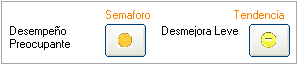 Semaforo Tendencia
Desempeño Desmejora Leve
Preocupante